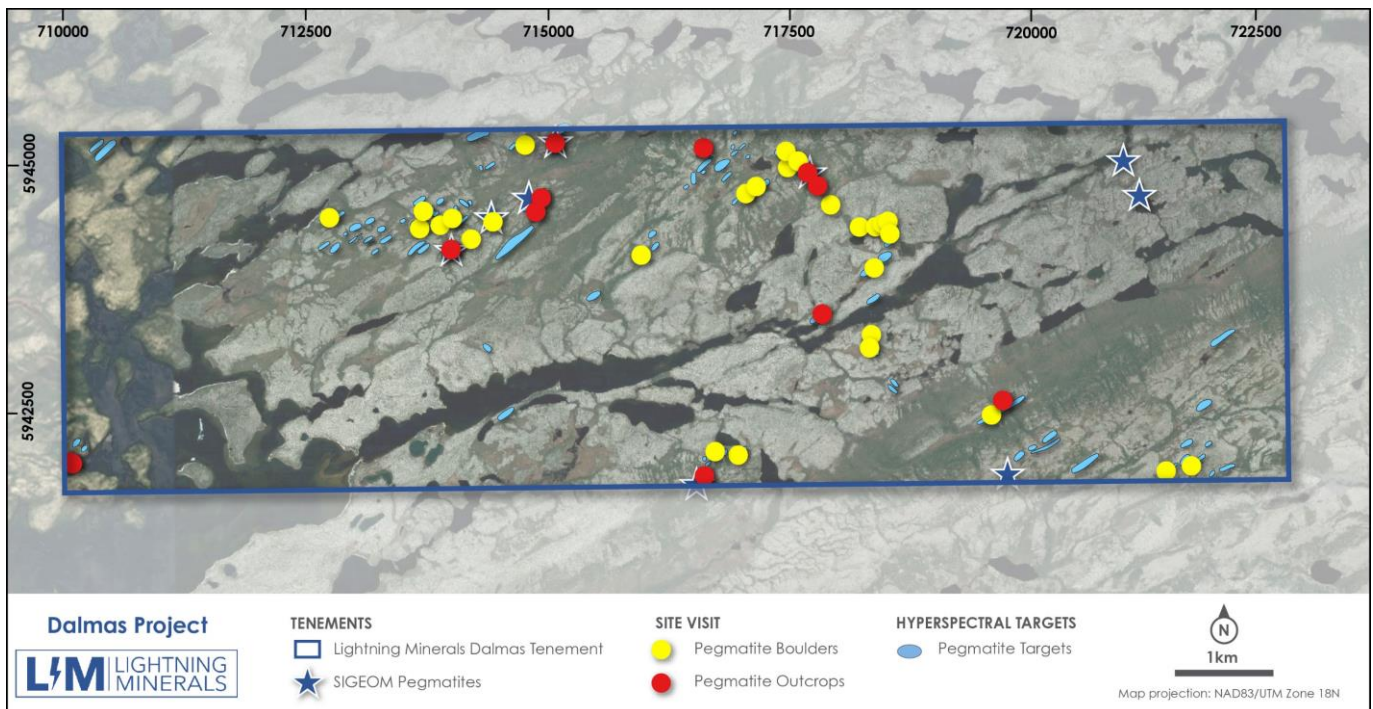 710000
712500
715000
717500
720000
722500
5945000
5942500
Dalmas Project
LIM LIGHTNING
MINERALS
TENEMENTS
Lightning Minerals Dalmas Tenement
SIGEOM Pegmatites
SITE VISIT
Pegmatite Boulders
Pegmatite Outcrops
HYPERSPECTRAL TARGETS
Pegmatite Targets
N
1km
Map projection: NAD83/UTM Zone 18N